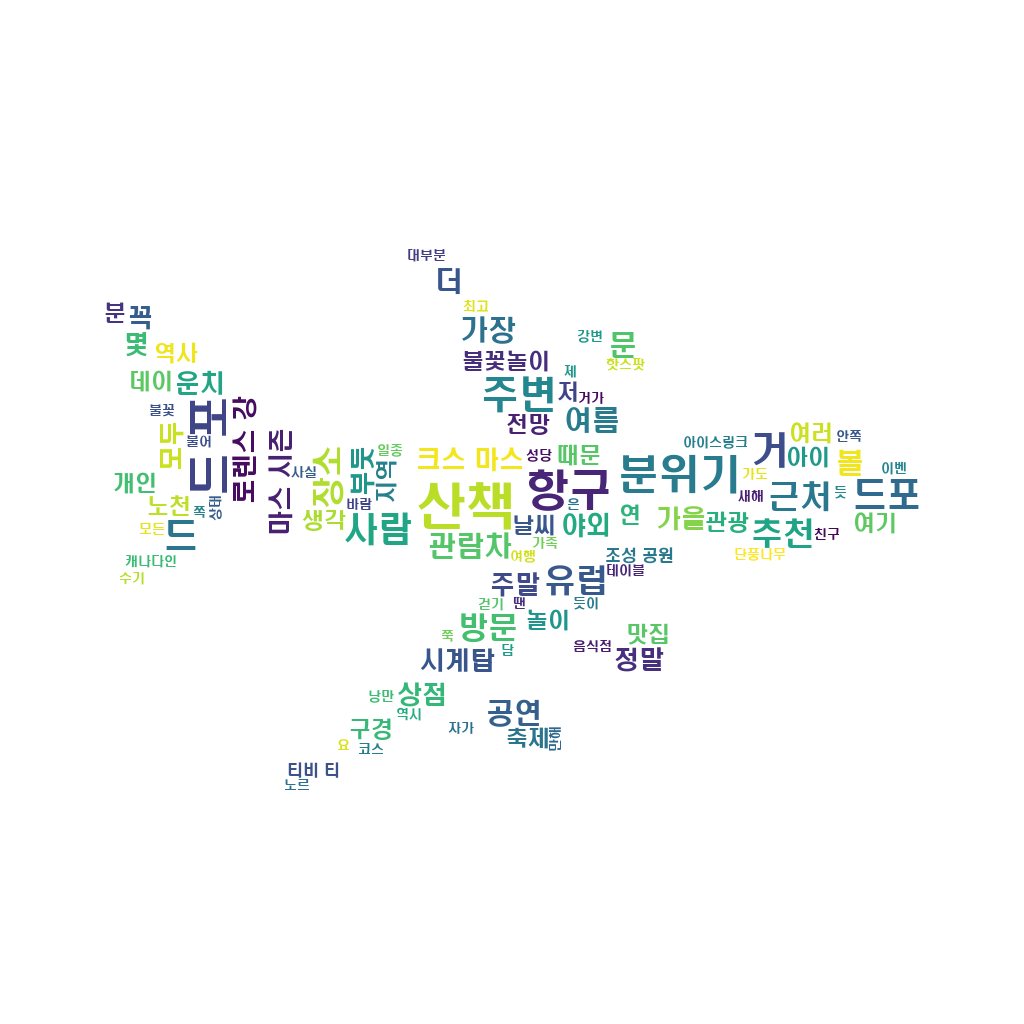 대부분
더
최고
분
꼭
가장
강변
문
몇
역사
불꽃놀이
핫스팟
제
데이
운치
주변
저
거가
불꽃
드포
로렌스 강
전망
여름
모두
불어
마스 시즌
아이스링크
거
여러
안쪽
장소
부둣
일종
크스 마스
성당
때문
아이
볼
지역
사실
분위기
가도
이벤
개인
산책
항구
새해
근처
듯
드포
노천
쪽
상태
바람
은
모든
드
생각
사람
날씨
야외
연
가을
관광
추천
친구
여기
관람차
가족
여행
조성 공원
단풍나무
캐나다인
수기
테이블
주말
유럽
걷기
땐
듯이
쭉
방문
놀이
맛집
담
음식점
시계탑
정말
낭만
상점
역시
공연
구경
자가
축제
만해
요
코스
티비 티
노르